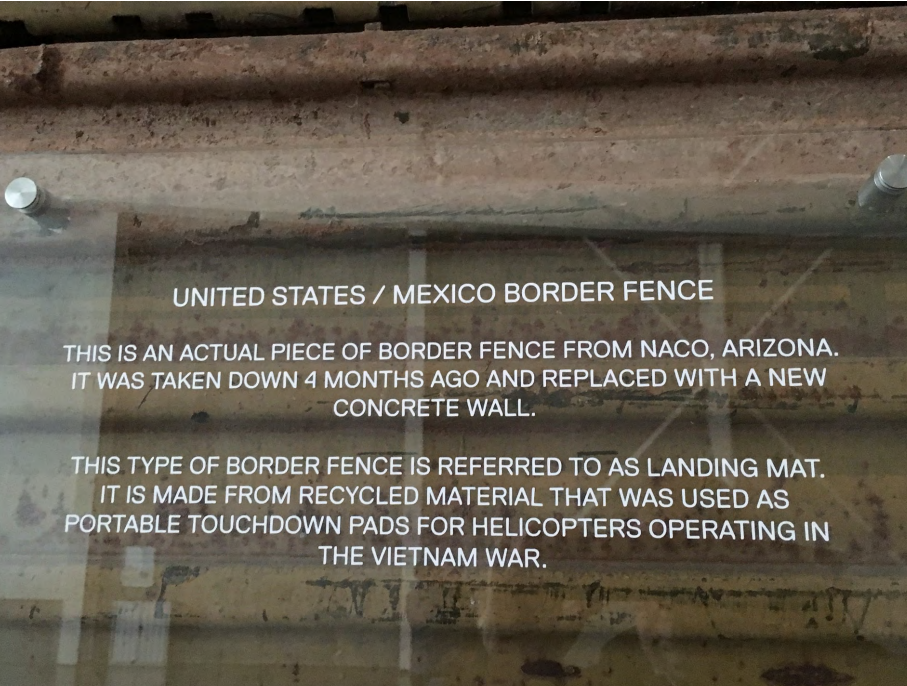 UNITED STATES / MEXICO BORDER FENCE
THIS IS AN ACTUAL PIECE OF BORDER FENCE FROM NACO, ARIZONA.
IT WAS TAKEN DOWN 4 MONTHS AGO AND REPLACED WITH A NEW
CONCRETE WALL.
THIS TYPE OF BORDER FENCE IS REFERRED TO AS LANDING MAT.
IT IS MADE FROM RECYCLED MATERIAL THAT WAS USED AS
PORTABLE TOUCHDOWN PADS FOR HELICOPTERS OPERATING IN
THE VIETNAM WAR.